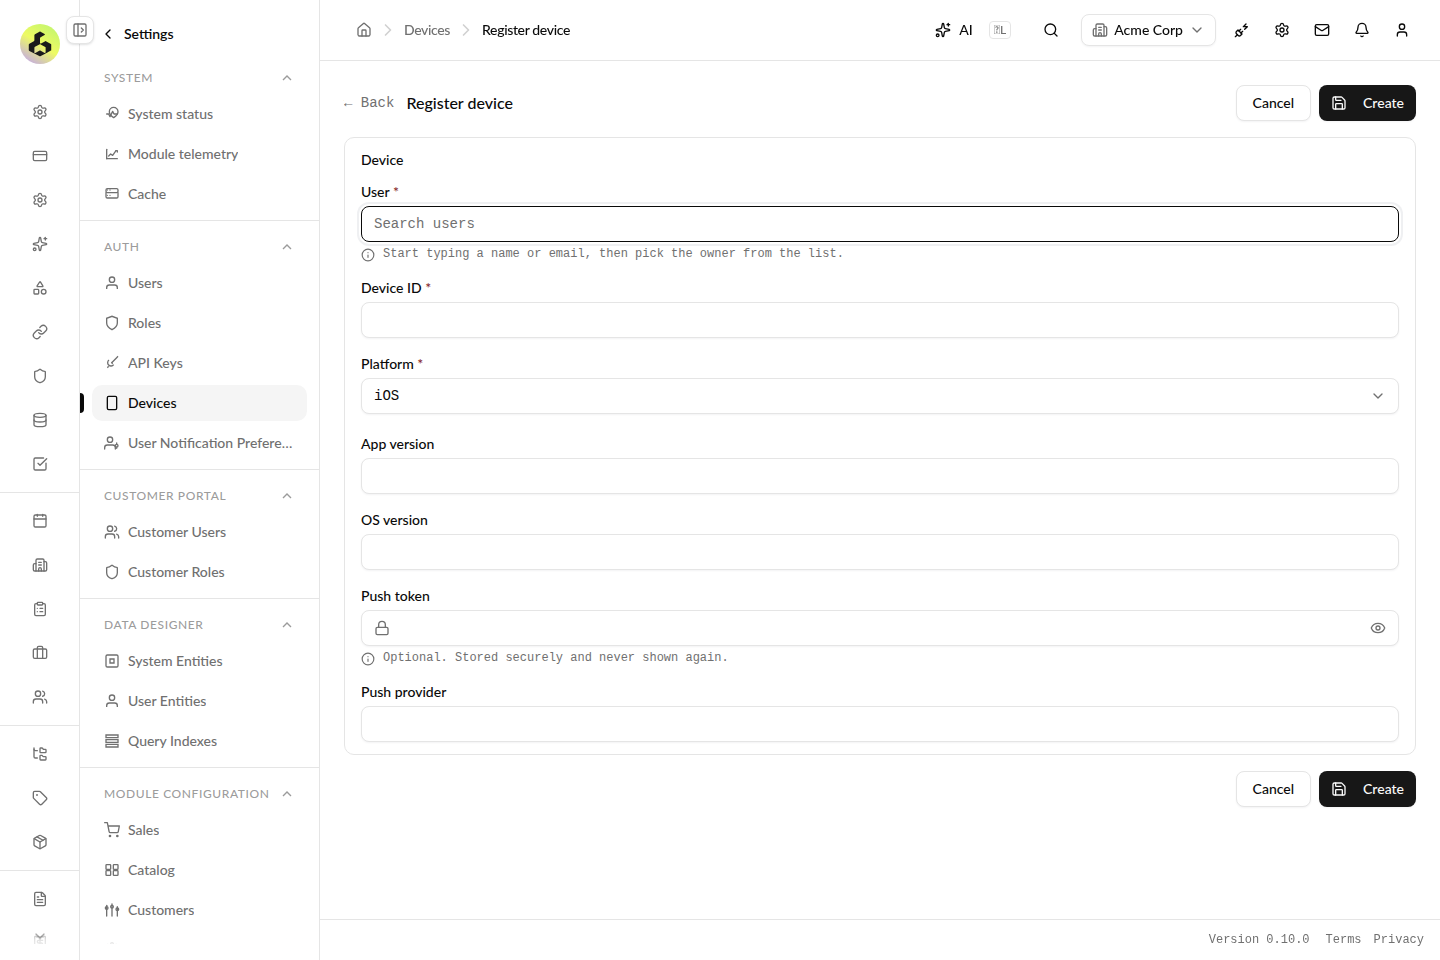 Settings
SYSTEM
System status
Module telemetry
Cache
AUTH
Users
Roles
API Keys
Devices
User Notification Prefere...
CUSTOMER PORTAL
Customer Users
Customer Roles
DATA DESIGNER
System Entities
User Entities
Query Indexes
MODULE CONFIGURATION
Sales
Catalog
Customers
Devices
Register device
AI
Acme Corp
← Back
Register device
Cancel
Create
Device
User *
Search users
Start typing a name or email, then pick the owner from the list.
Device ID *
Platform *
iOS
App version
OS version
Push token
Optional. Stored securely and never shown again.
Push provider
Cancel
Create
Version 0.10.0
Terms
Privacy